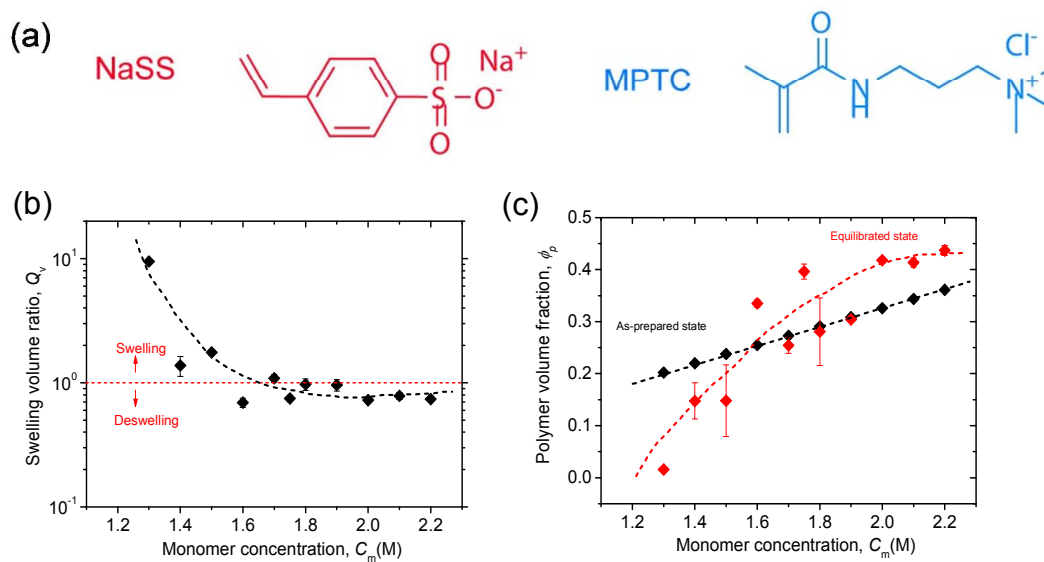 (a)
NaSS
O
S
O
O-
Na+
MPTC
O
N
H
N+
Cl-
(b)
Swelling volume ratio, Qv
10¹
10⁰
10⁻¹
Swelling
Deswelling
1.2 1.4 1.6 1.8 2.0 2.2
Monomer concentration, Cm(M)
(c)
Polymer volume fraction, ϕp
0.5
0.4
0.3
0.2
0.1
0.0
Equilibrated state
As-prepared state
1.2 1.4 1.6 1.8 2.0 2.2
Monomer concentration, Cm(M)